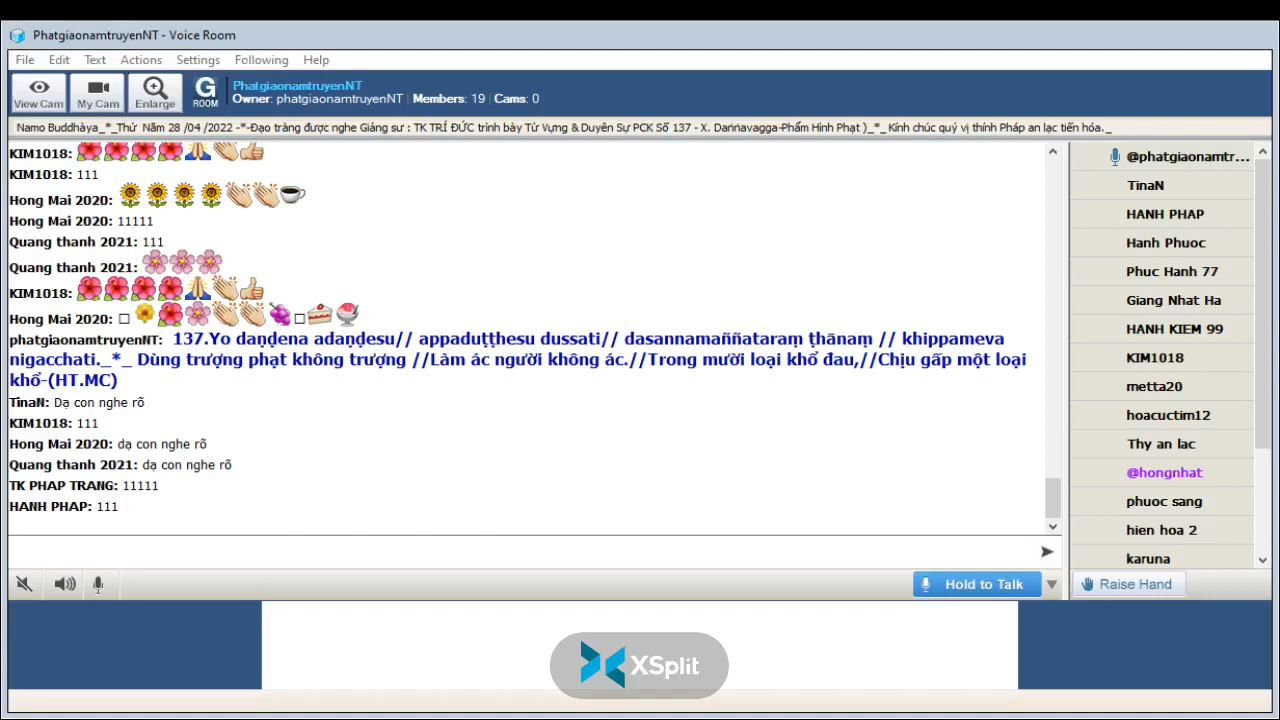 PhatgiaonamtruyenNT - Voice Room
File Edit Text Actions Settings Following Help
View Cam My Cam Enlarge G ROOM
PhatgiaonamtruyenNT
Owner: phatgiaonamtruyenNT | Members: 19 | Cams: 0
Namo Buddhàya_*_Thứ Năm 28 /04 /2022 -*-Đạo tràng được nghe Giảng sư : TK TRÍ ĐỨC trình bày Từ Vựng & Duyên Sự PCK Số 137 - X. Daṇḍavagga-Phẩm Hình Phạt )_*_ Kính chúc quý vị thính Pháp an lạc tiến hóa._
KIM1018:
KIM1018: 111
Hong Mai 2020:
Hong Mai 2020: 11111
Quang thanh 2021: 111
Quang thanh 2021:
KIM1018:
Hong Mai 2020:
phatgiaonamtruyenNT: 137.Yo daṇḍena adaṇḍesu// appaduṭṭhesu dussati// dasannamaññataraṃ ṭhānaṃ // khippameva
nigacchati._*_ Dùng trượng phạt không trượng //Làm ác người không ác.//Trong mười loại khổ đau,//Chịu gấp một loại
khổ-(HT.MC)
TinaN: Dạ con nghe rõ
KIM1018: 111
Hong Mai 2020: dạ con nghe rõ
Quang thanh 2021: dạ con nghe rõ
TK PHAP TRANG: 11111
HANH PHAP: 111
@phatgiaonamtr...
TinaN
HANH PHAP
Hanh Phuoc
Phuc Hanh 77
Giang Nhat Ha
HANH KIEM 99
KIM1018
metta20
hoacuctim12
Thy an lac
@hongnhat
phuoc sang
hien hoa 2
karuna
Hold to Talk
Raise Hand
XSplit